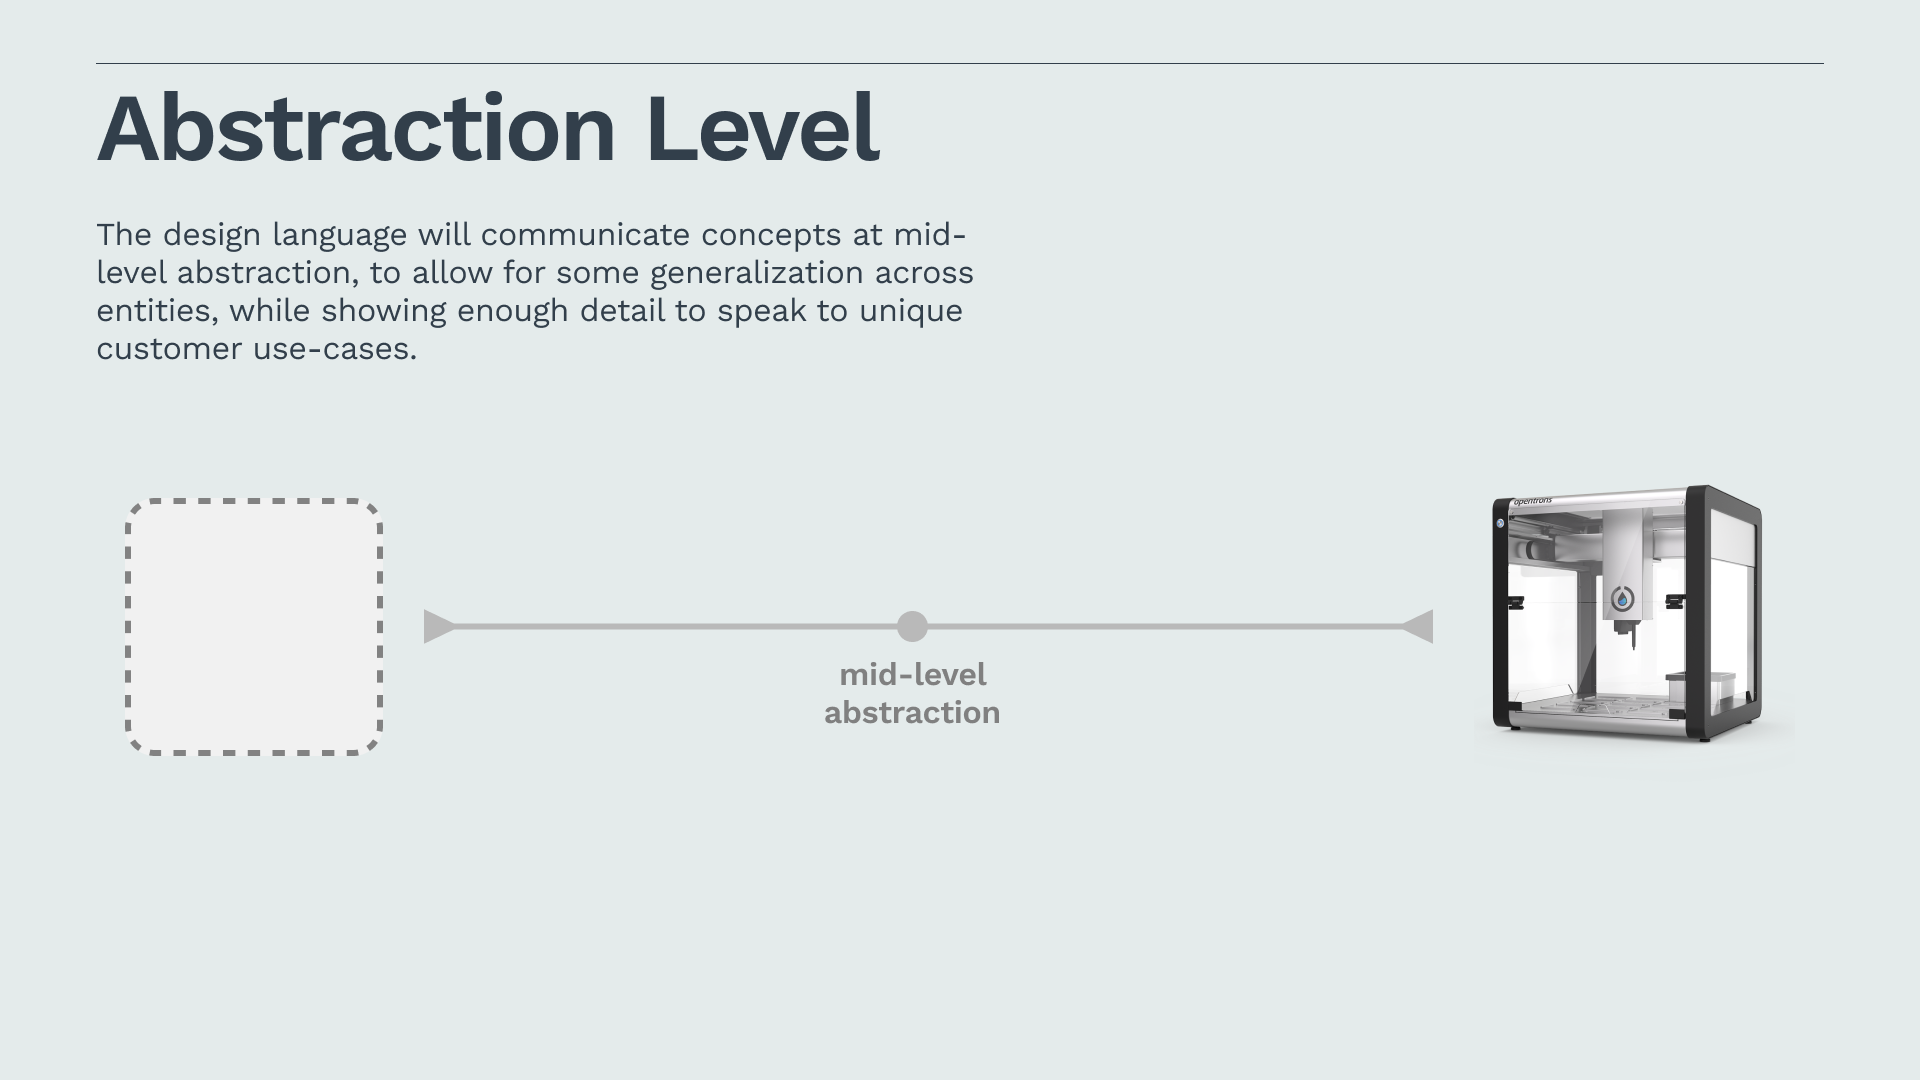 Abstraction Level
The design language will communicate concepts at mid-
level abstraction, to allow for some generalization across
entities, while showing enough detail to speak to unique
customer use-cases.
opentrons
mid-level
abstraction